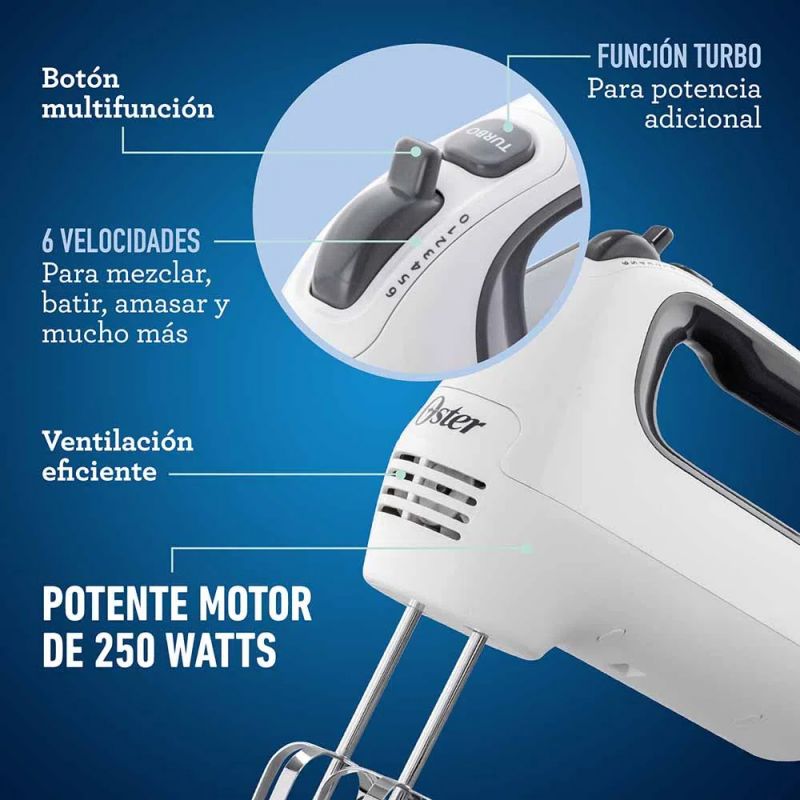 Botón
multifunción
FUNCIÓN TURBO
Para potencia
adicional
TURBO
0 1 2 3 4 5 6
6 VELOCIDADES
Para mezclar,
batir, amasar y
mucho más
Oster
Ventilación
eficiente
POTENTE MOTOR
DE 250 WATTS